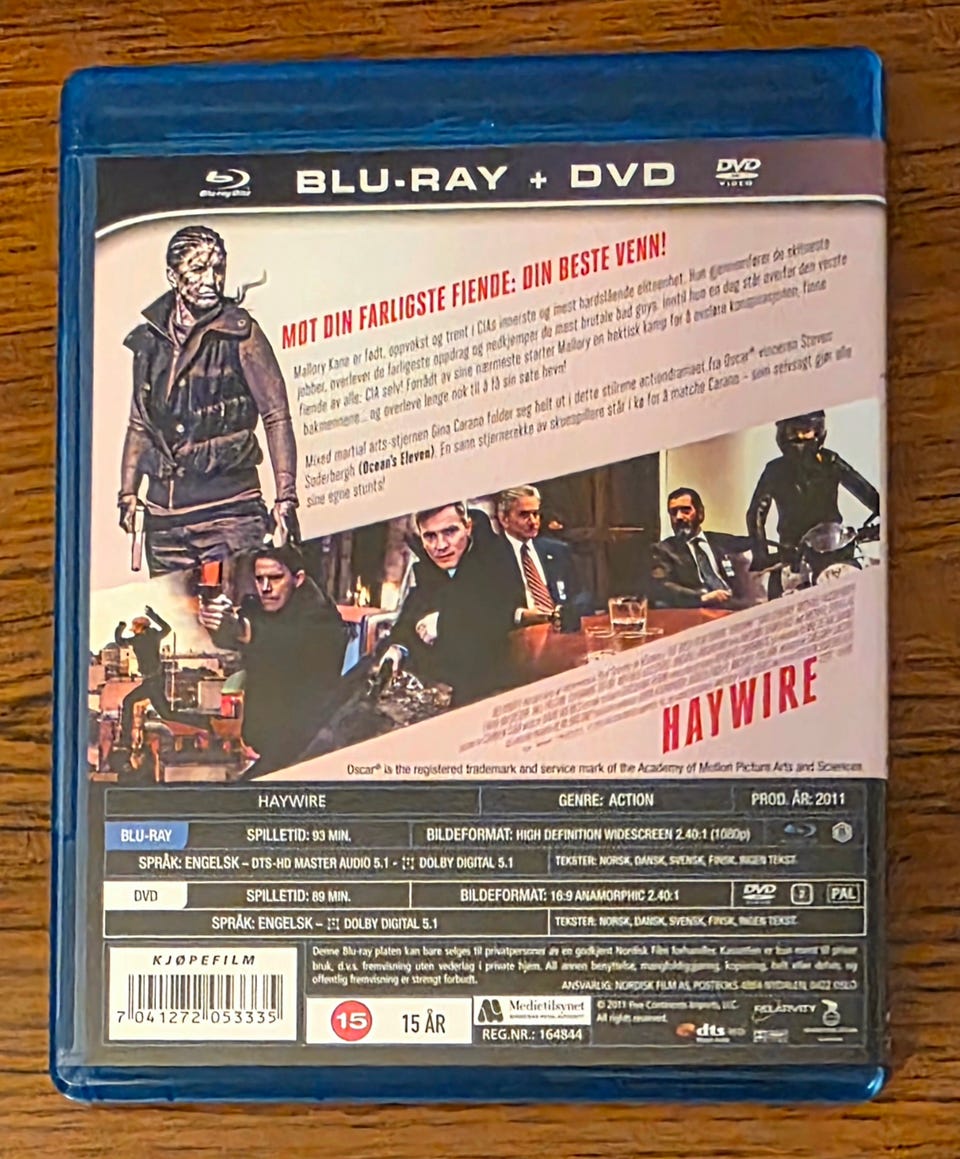 Blu-ray Disc BLU-RAY + DVD DVD VIDEO
MØT DIN FARLIGSTE FIENDE: DIN BESTE VENN!
Mallory Kane er født, oppvokst og trent i CIAs innerste og mest hardslående eliteenhet. Hun gjennomfører de skitneste
jobber, overlever de farligste oppdrag og nedkjemper de mest brutale bad guys. Inntil hun en dag står overfor den verste
fiende av alle: CIA selv! Forrådt av sine nærmeste starter Mallory en hektisk kamp for å avsløre konspirasjonen, finne
bakmennene... og overleve lenge nok til å få sin søte hevn!
Mixed martial arts-stjernen Gina Carano folder seg helt ut i dette stilrene actiondramaet fra Oscar® vinneren Steven
Soderbergh (Ocean's Eleven). En sann stjernerekke av skuespillere står i kø for å matche Carano – som selvsagt gjør alle
sine egne stunts!
HAYWIRE
Oscar® is the registered trademark and service mark of the Academy of Motion Picture Arts and Sciences.
HAYWIRE GENRE: ACTION PROD. ÅR: 2011
BLU-RAY SPILLETID: 93 MIN. BILDEFORMAT: HIGH DEFINITION WIDESCREEN 2.40:1 (1080p)
SPRÅK: ENGELSK – DTS-HD MASTER AUDIO 5.1 - DOLBY DIGITAL 5.1 TEKSTER: NORSK, DANSK, SVENSK, FINSK, INGEN TEKST
DVD SPILLETID: 89 MIN. BILDEFORMAT: 16:9 ANAMORPHIC 2.40:1 DVD 2 PAL
SPRÅK: ENGELSK – DOLBY DIGITAL 5.1 TEKSTER: NORSK, DANSK, SVENSK, FINSK, INGEN TEKST
KJØPEFILM
7 041272 053335
Denne Blu-ray platen kan bare selges til privatpersoner av en godkjent Nordisk Film forhandler. Kassetten er kun ment til privat
bruk, d.v.s. fremvisning uten vederlag i private hjem. All annen benyttelse, mangfoldiggjøring, kopiering, helt eller delvis, og
offentlig fremvisning er strengt forbudt.
ANSVARLIG: NORDISK FILM AS, POSTBOKS NYDALEN, 0422 OSLO
15 15 ÅR
Medietilsynet
REG.NR.: 164844
© 2011 Five Continents Imports, LLC.
All rights reserved.
dts HD
RELATIVITY